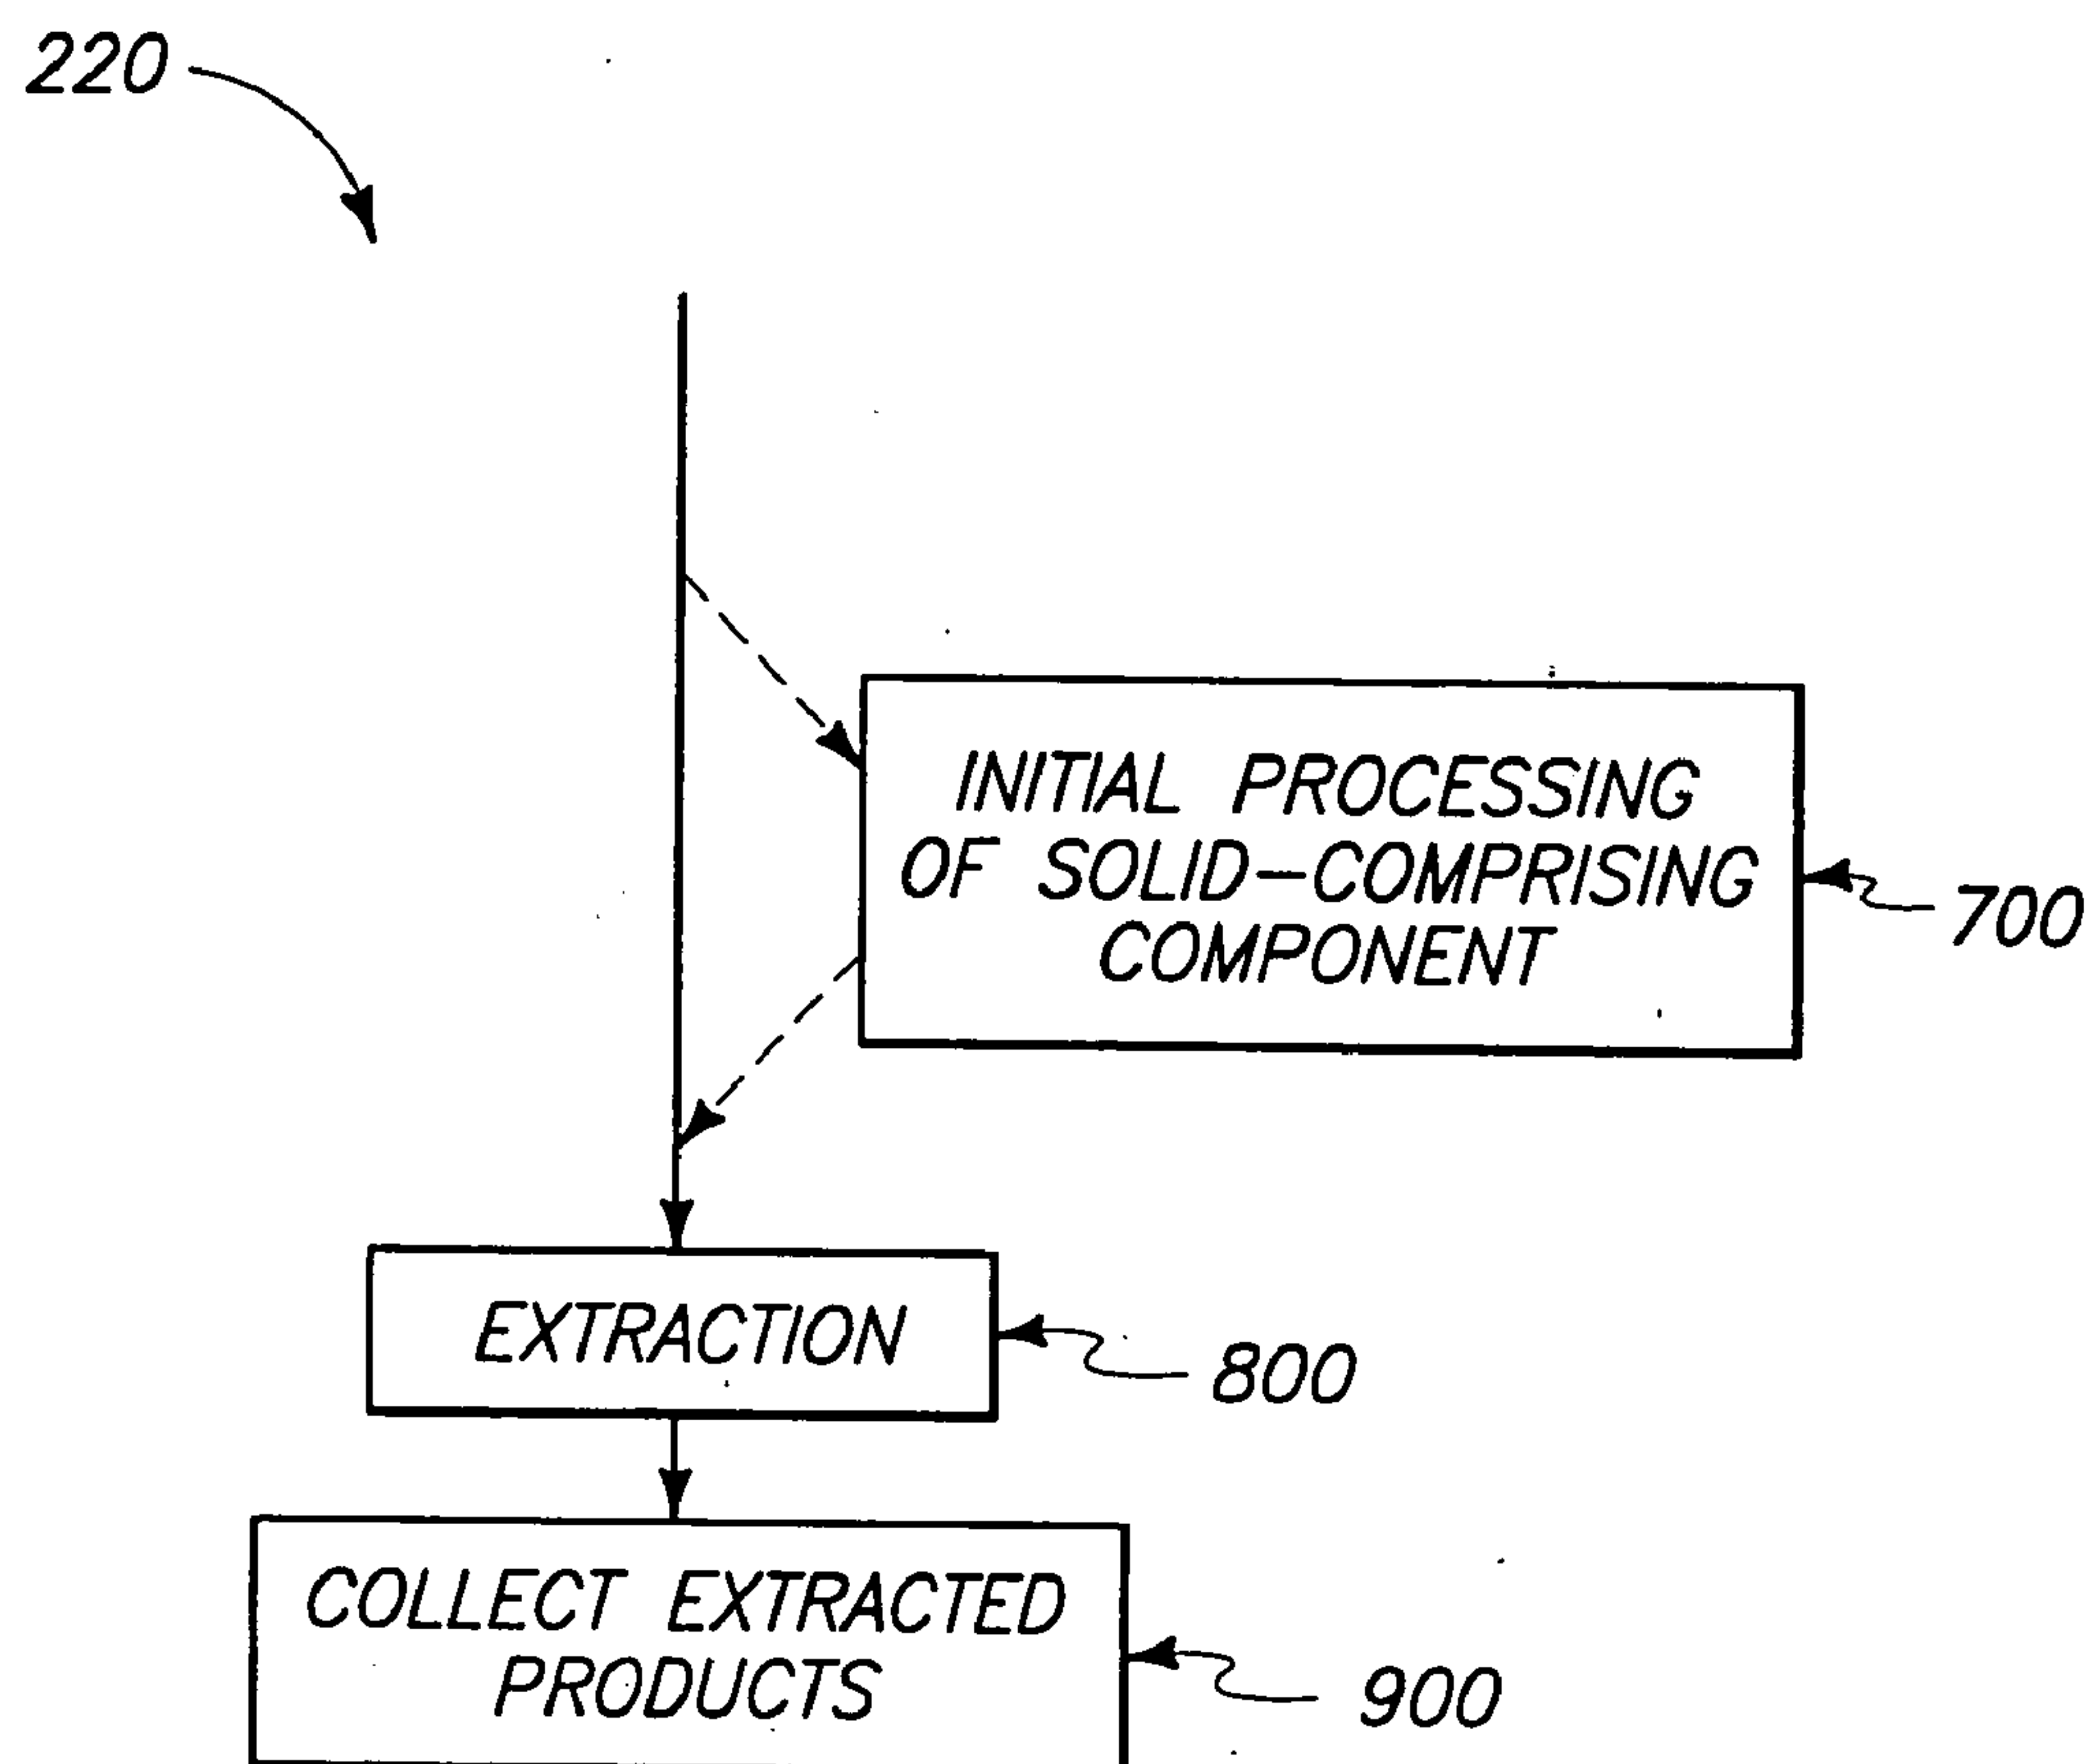 220
INITIAL PROCESSING
OF SOLID-COMPRISING
COMPONENT
700
EXTRACTION
800
COLLECT EXTRACTED
PRODUCTS
900